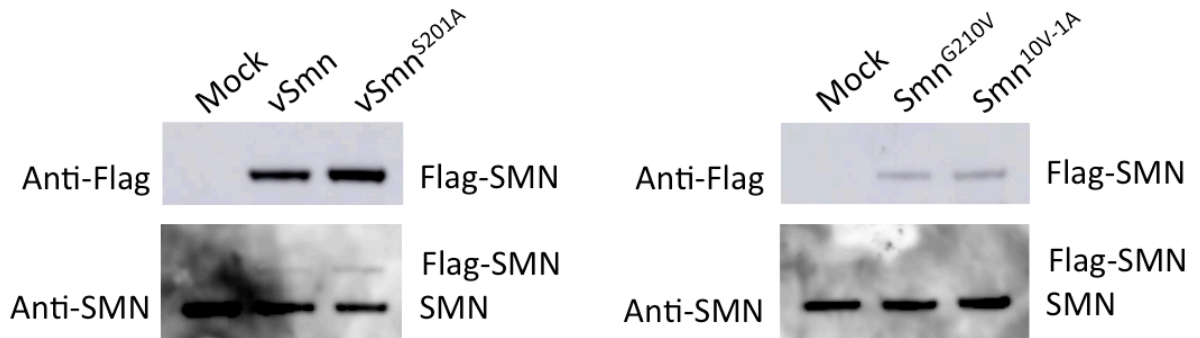 Mock vSmn vSmn^S201A
Anti-Flag Flag-SMN
Flag-SMN
Anti-SMN SMN
Mock Smn^G210V Smn^10V-1A
Anti-Flag Flag-SMN
Flag-SMN
Anti-SMN SMN